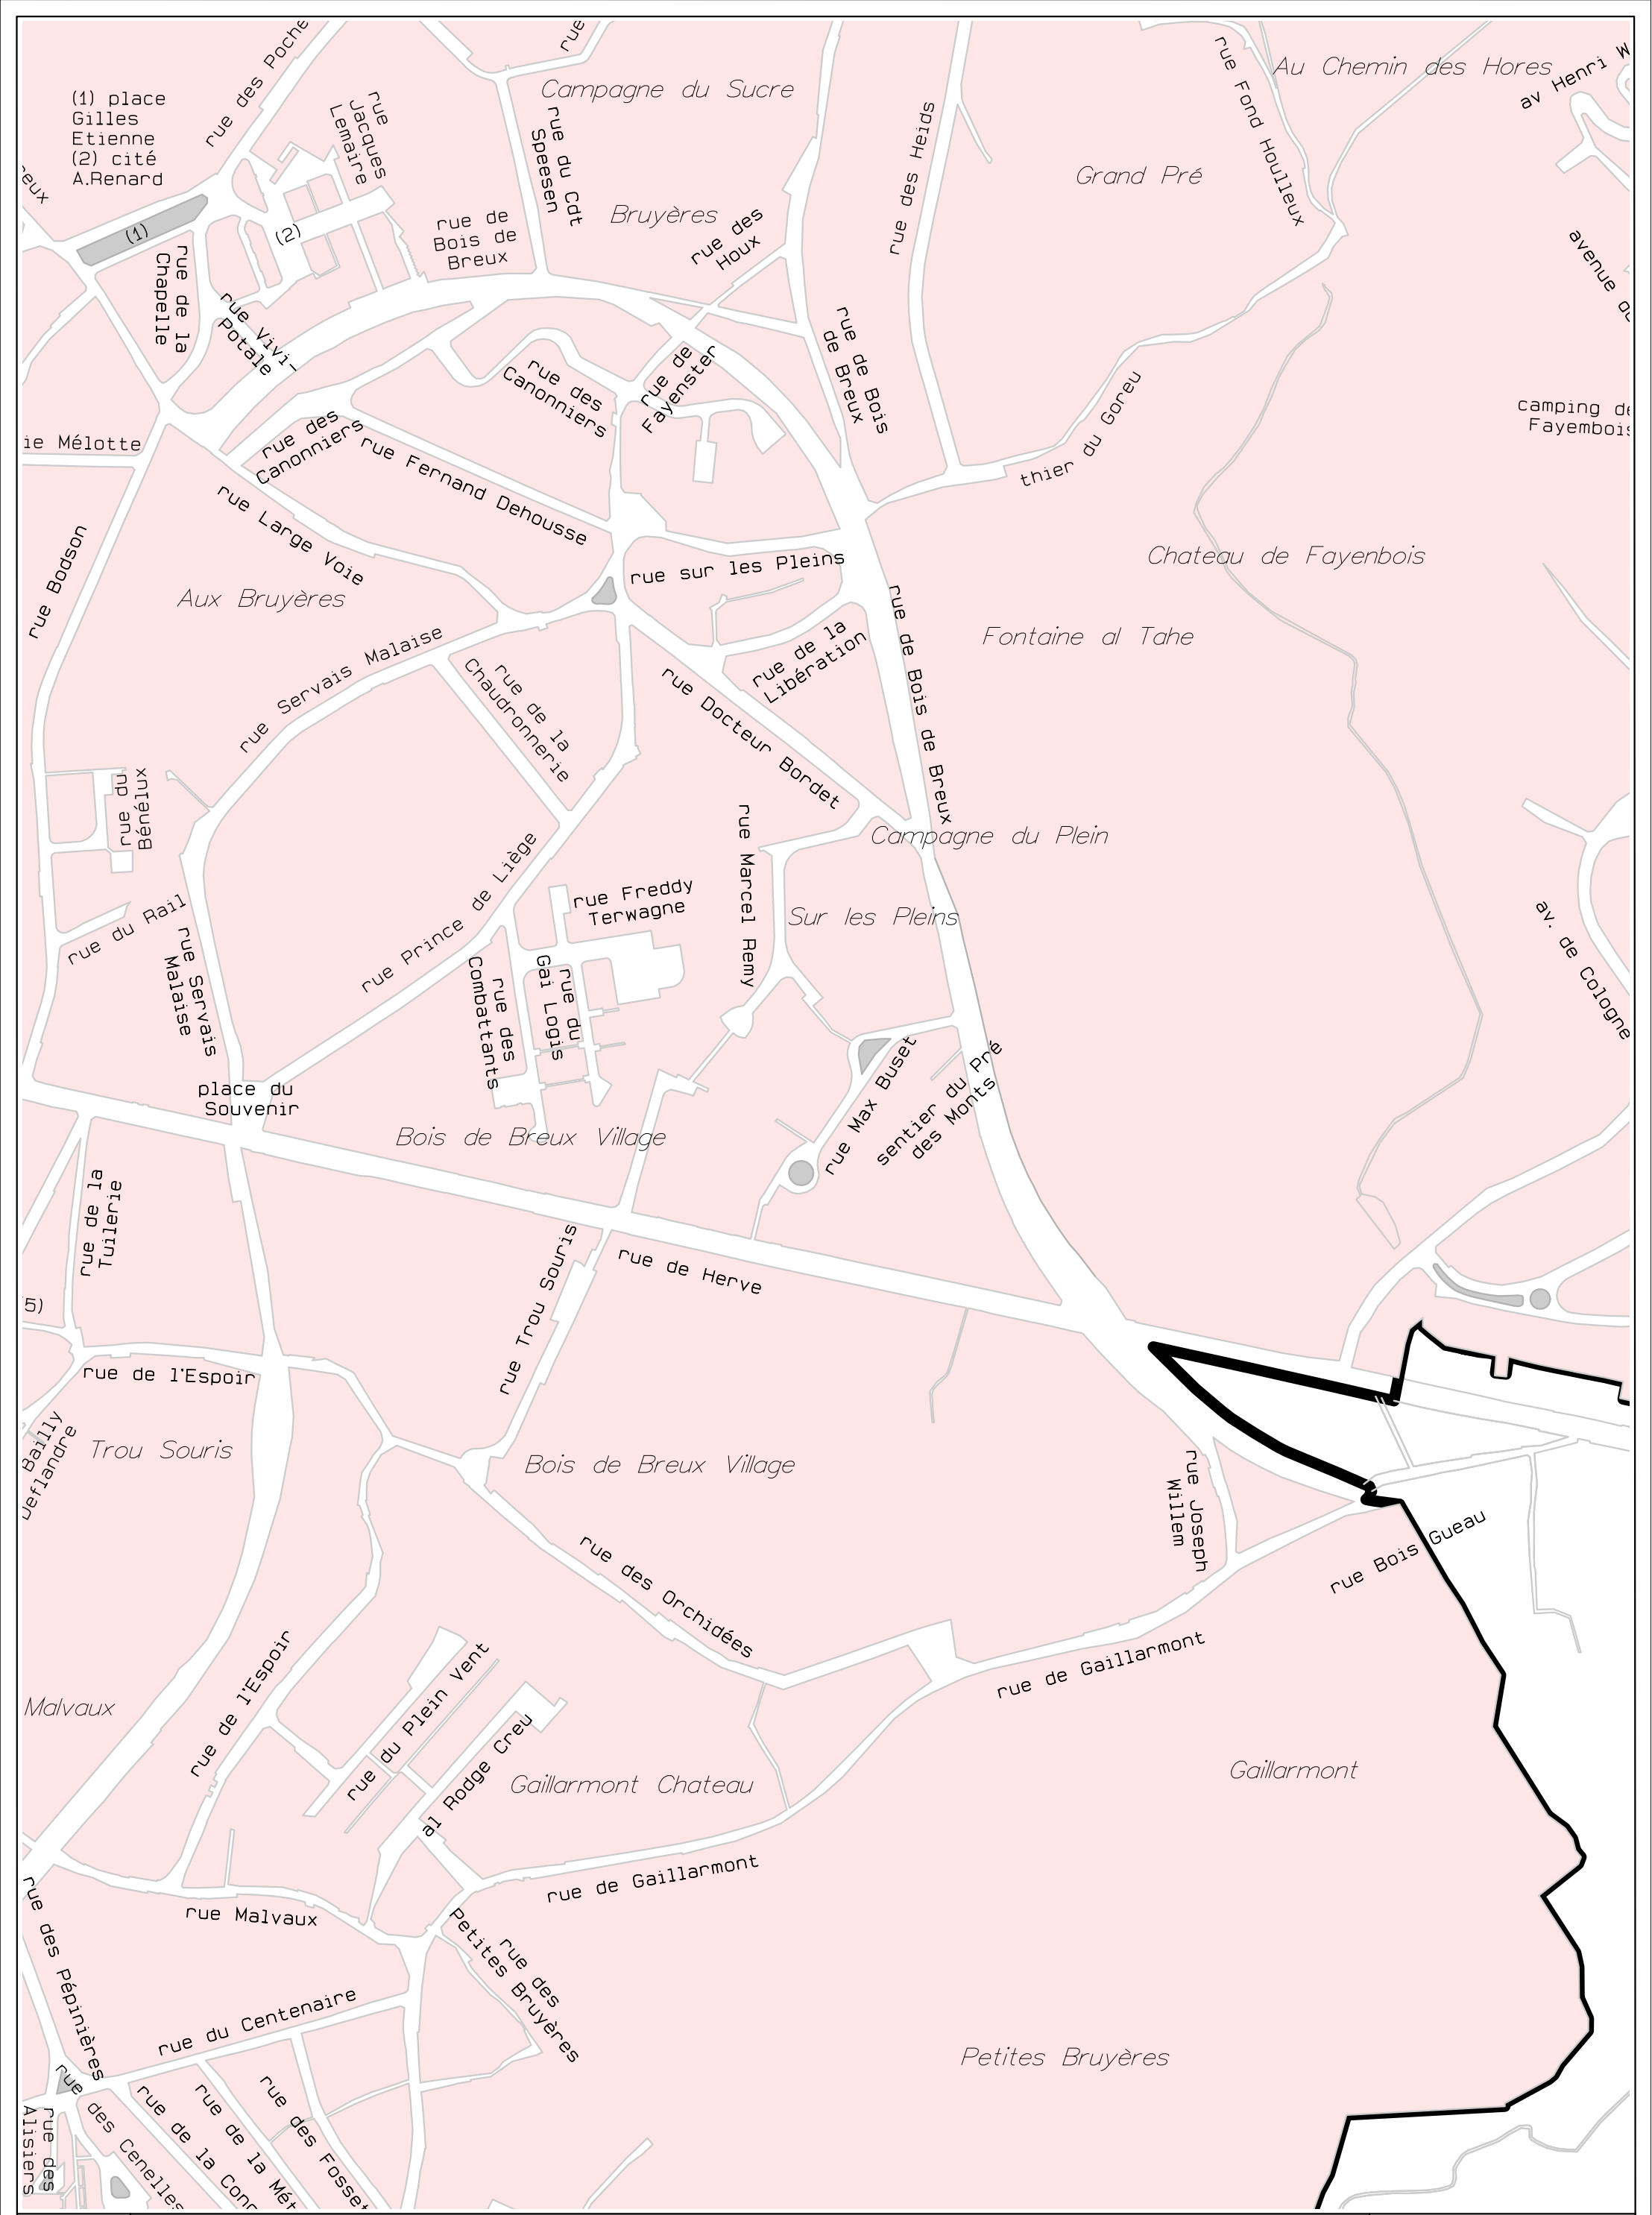 rue des Poche
rue
Campagne du Sucre
rue Fond Houlleux
Au Chemin des Hores
av Henri W
(1) place
Gilles
Etienne
(2) cité
A.Renard
rue
Jacques
Lemaire
rue du Cdt
Speesen
rue des Heids
Grand Pré
eux
(1)
(2)
rue de
Bois de
Breux
Bruyères
rue des
Houx
rue de la
Chapelle
rue Vivi-
Potale
avenue d
rue des
Canonniers
rue de
Fayenster
rue de Bois
de Breux
thier du Goreu
camping de
Fayembois
ie Mélotte
rue des
Canonniers
rue Fernand Dehousse
rue Large Voie
rue Bodson
Aux Bruyères
rue sur les Pleins
Chateau de Fayenbois
Fontaine al Tahe
rue de la
Libération
rue de Bois de Breux
rue Servais Malaise
rue de la
Chaudronnerie
rue Docteur Bordet
rue du
Bénélux
rue Marcel Remy
Campagne du Plein
rue Prince de Liège
rue Freddy
Terwagne
Sur les Pleins
av. de Cologne
rue du Rail
rue Servais
Malaise
rue des
Combattants
rue du
Gai Logis
rue Max Buset
sentier du Pré
des Monts
place du
Souvenir
Bois de Breux Village
rue de la
Tuilerie
rue Trou Souris
rue de Herve
5)
rue de l'Espoir
Bailly
Deflandre
Trou Souris
Bois de Breux Village
rue Joseph
Willem
rue Bois Gueau
rue des Orchidées
rue de Gaillarmont
rue de l'Espoir
rue du Plein Vent
Malvaux
al Rodge Creu
Gaillarmont Chateau
Gaillarmont
rue de Gaillarmont
rue Malvaux
rue des Pépinières
rue des
Petites Bruyères
rue du Centenaire
Petites Bruyères
rue des Cenelles
rue de la Conc
rue de la Mét
rue des Fosset
rue des
Alisiers